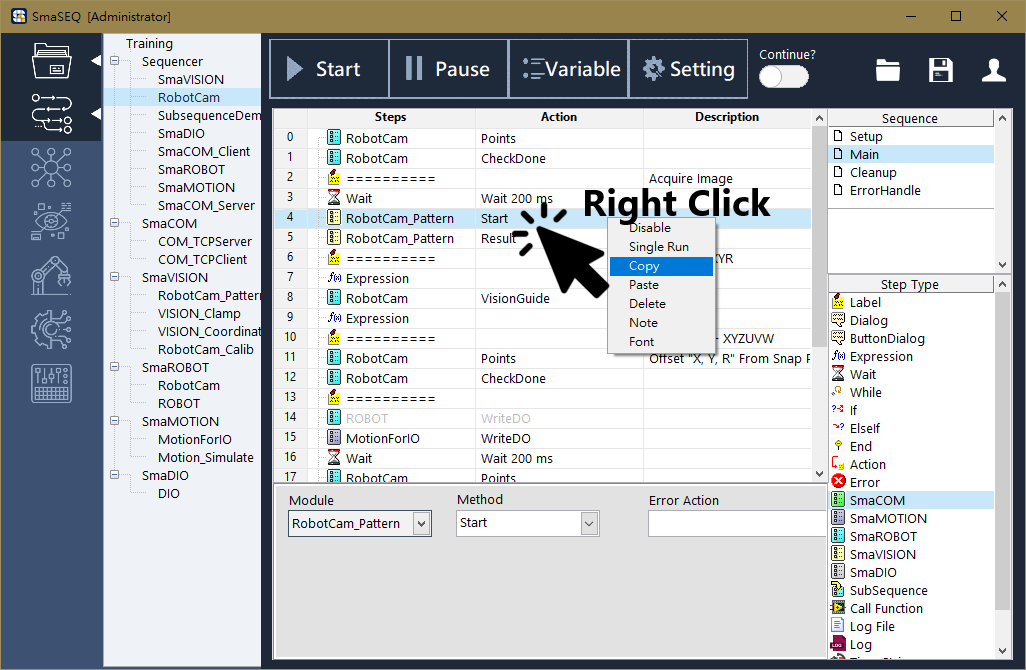 SmaSEQ [Administrator]
Training
Sequencer
SmaVISION
RobotCam
SubsequenceDem
SmaDIO
SmaCOM_Client
SmaROBOT
SmaMOTION
SmaCOM_Server
SmaCOM
COM_TCPServer
COM_TCPClient
SmaVISION
RobotCam_Pattern
VISION_Clamp
VISION_Coordinat
RobotCam_Calib
SmaROBOT
RobotCam
ROBOT
SmaMOTION
MotionForIO
Motion_Simulate
SmaDIO
DIO
Start Pause Variable Setting
Continue?
Steps Action Description
0 RobotCam Points
1 RobotCam CheckDone
2 ========== Acquire Image
3 Wait Wait 200 ms
4 RobotCam_Pattern Start
5 RobotCam_Pattern Result
6 ========== XYR
7 f(x) Expression
8 RobotCam VisionGuide
9 f(x) Expression
10 ========== - XYZUVW
11 RobotCam Points Offset "X, Y, R" From Snap P
12 RobotCam CheckDone
13 ==========
14 ROBOT WriteDO
15 MotionForIO WriteDO
16 Wait Wait 200 ms
17 RobotCam Points
Right Click
Disable
Single Run
Copy
Paste
Delete
Note
Font
Module Method Error Action
RobotCam_Pattern Start
Sequence
Setup
Main
Cleanup
ErrorHandle
Step Type
Label
Dialog
ButtonDialog
f(x) Expression
Wait
While
If
ElseIf
End
Action
Error
SmaCOM
SmaMOTION
SmaROBOT
SmaVISION
SmaDIO
SubSequence
Call Function
Log File
LOG Log